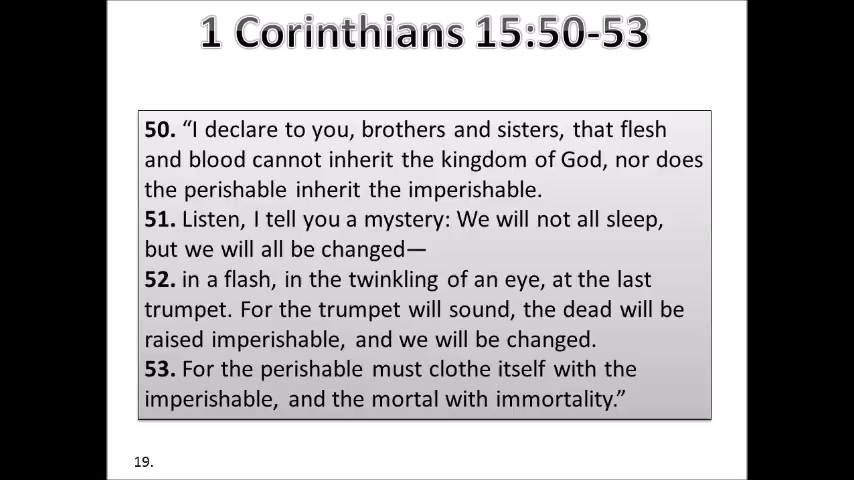 1 Corinthians 15:50-53
50. “I declare to you, brothers and sisters, that flesh
and blood cannot inherit the kingdom of God, nor does
the perishable inherit the imperishable.
51. Listen, I tell you a mystery: We will not all sleep,
but we will all be changed—
52. in a flash, in the twinkling of an eye, at the last
trumpet. For the trumpet will sound, the dead will be
raised imperishable, and we will be changed.
53. For the perishable must clothe itself with the
imperishable, and the mortal with immortality.”
19.